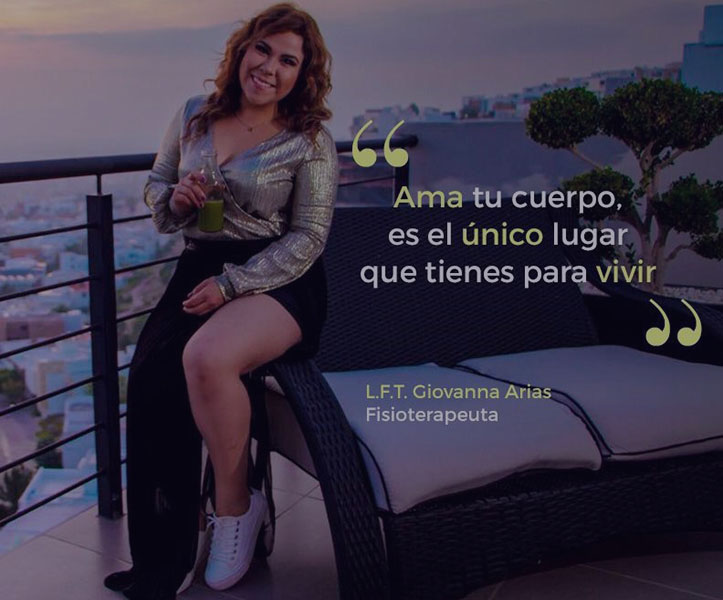 “
Ama tu cuerpo,
es el único lugar
que tienes para vivir
”
L.F.T. Giovanna Arias
Fisioterapeuta